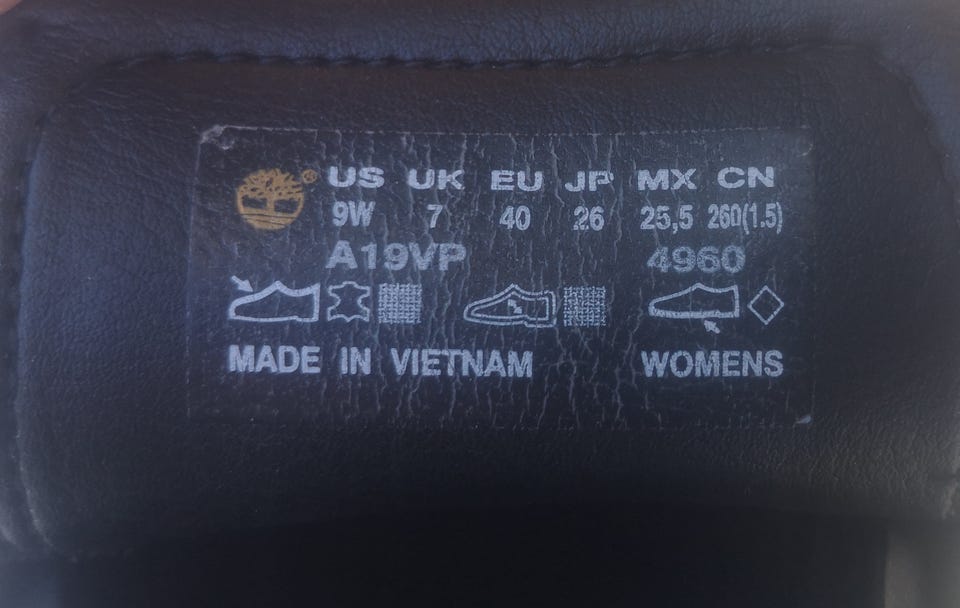 US UK EU JP MX CN
9W 7 40 26 25,5 260(1.5)
A19VP 4960
MADE IN VIETNAM WOMENS